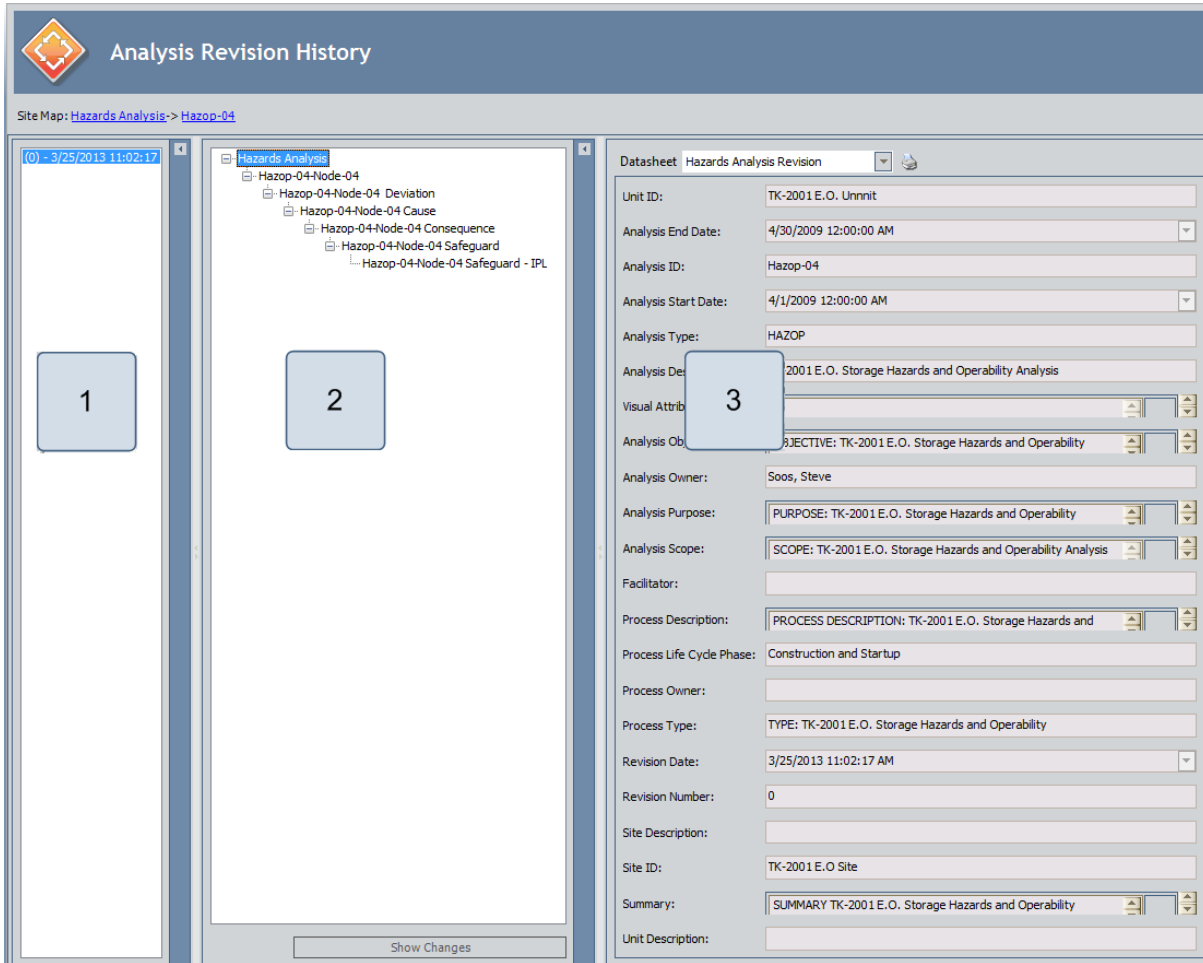 Analysis Revision History
Site Map: Hazards Analysis-> Hazop-04
(0) - 3/25/2013 11:02:17
1
Hazards Analysis
Hazop-04-Node-04
Hazop-04-Node-04 Deviation
Hazop-04-Node-04 Cause
Hazop-04-Node-04 Consequence
Hazop-04-Node-04 Safeguard
Hazop-04-Node-04 Safeguard - IPL
2
Show Changes
Datasheet Hazards Analysis Revision
Unit ID: TK-2001 E.O. Unnnit
Analysis End Date: 4/30/2009 12:00:00 AM
Analysis ID: Hazop-04
Analysis Start Date: 4/1/2009 12:00:00 AM
Analysis Type: HAZOP
Analysis 2001 E.O. Storage Hazards and Operability Analysis
Visual
3
Analysis BJECTIVE: TK-2001 E.O. Storage Hazards and Operability
Analysis Owner: Soos, Steve
Analysis Purpose: PURPOSE: TK-2001 E.O. Storage Hazards and Operability
Analysis Scope: SCOPE: TK-2001 E.O. Storage Hazards and Operability Analysis
Facilitator:
Process Description: PROCESS DESCRIPTION: TK-2001 E.O. Storage Hazards and
Process Life Cycle Phase: Construction and Startup
Process Owner:
Process Type: TYPE: TK-2001 E.O. Storage Hazards and Operability
Revision Date: 3/25/2013 11:02:17 AM
Revision Number: 0
Site Description:
Site ID: TK-2001 E.O Site
Summary: SUMMARY TK-2001 E.O. Storage Hazards and Operability
Unit Description: